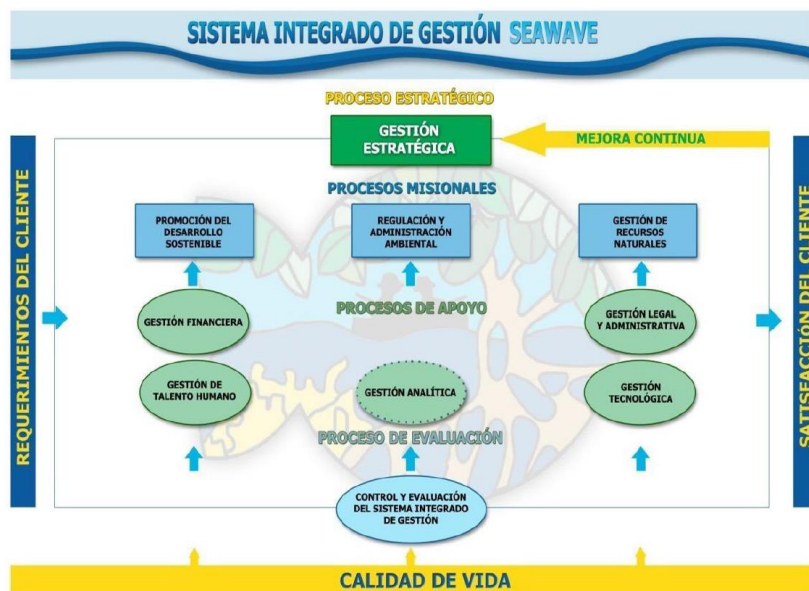 SISTEMA INTEGRADO DE GESTIÓN SEAWAVE
PROCESO ESTRATÉGICO
GESTIÓN
ESTRATÉGICA
MEJORA CONTINUA
PROCESOS MISIONALES
PROMOCIÓN DEL
DESARROLLO
SOSTENIBLE
REGULACIÓN Y
ADMINISTRACIÓN
AMBIENTAL
GESTIÓN DE
RECURSOS
NATURALES
REQUERIMIENTOS DEL CLIENTE
SATISFACCIÓN DEL CLIENTE
PROCESOS DE APOYO
GESTIÓN FINANCIERA
GESTIÓN LEGAL
Y ADMINISTRATIVA
GESTIÓN DE
TALENTO HUMANO
GESTIÓN ANALÍTICA
GESTIÓN
TECNOLÓGICA
PROCESO DE EVALUACIÓN
CONTROL Y EVALUACIÓN
DEL SISTEMA INTEGRADO
DE GESTIÓN
CALIDAD DE VIDA